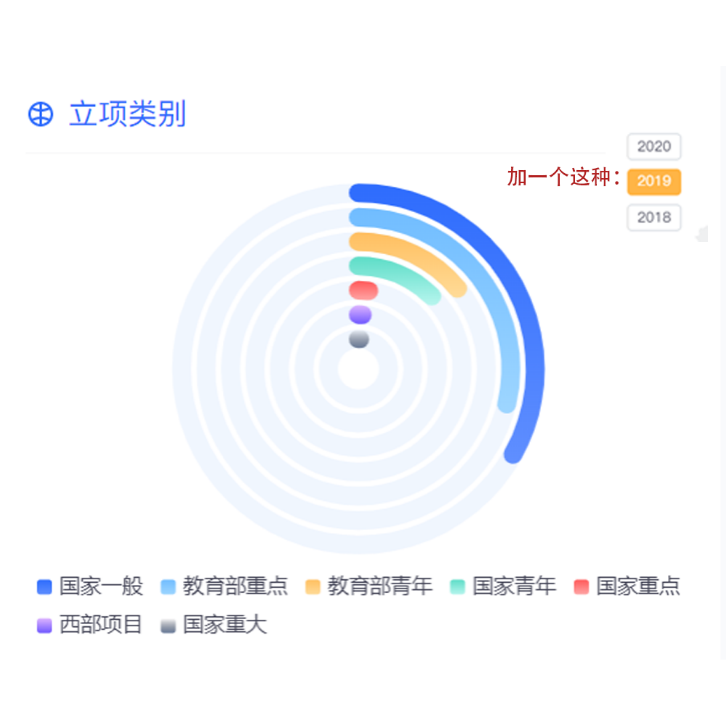 立项类别
2020
加一个这种：2019
2018
国家一般 教育部重点 教育部青年 国家青年 国家重点
西部项目 国家重大